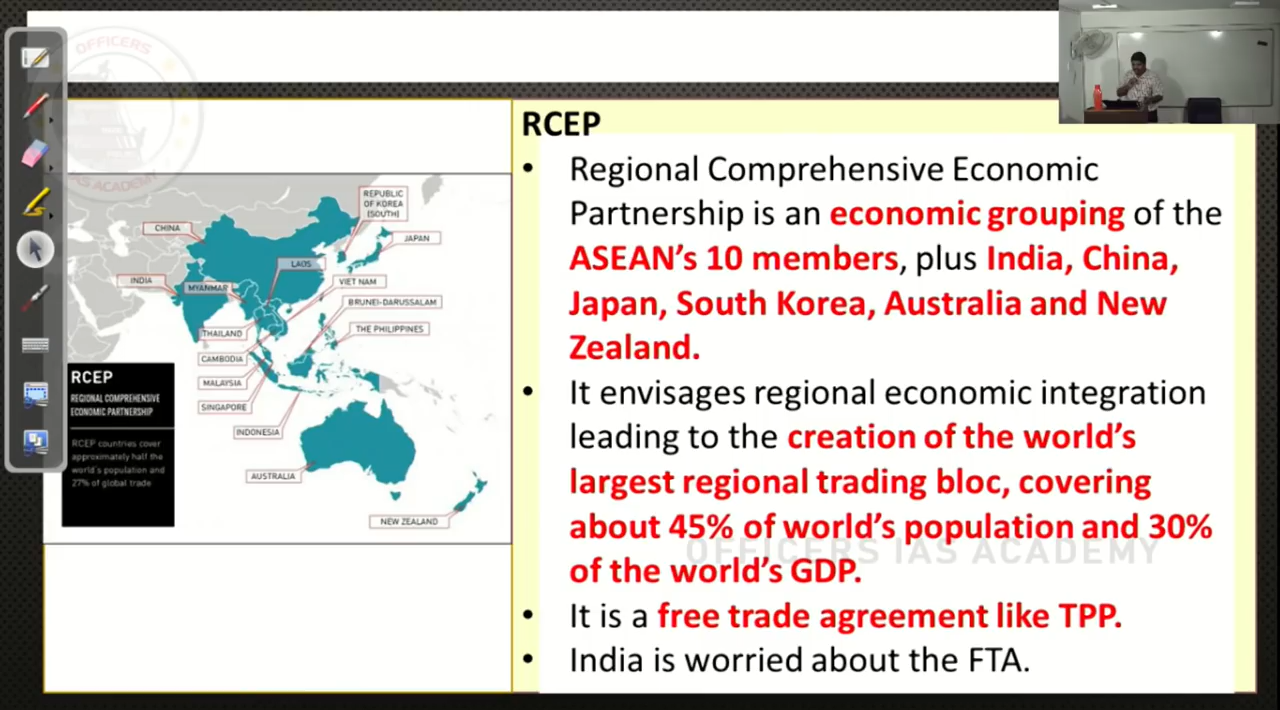 OFFICERS
IAS ACADEMY
RCEP
• Regional Comprehensive Economic
Partnership is an economic grouping of the
ASEAN's 10 members, plus India, China,
Japan, South Korea, Australia and New
Zealand.
• It envisages regional economic integration
leading to the creation of the world's
largest regional trading bloc, covering
about 45% of world's population and 30%
of the world's GDP.
• It is a free trade agreement like TPP.
• India is worried about the FTA.
OFFICERS IAS ACADEMY
REPUBLIC
OF KOREA
(SOUTH)
CHINA
JAPAN
LAOS
INDIA
MYANMAR
VIET NAM
BRUNEI-DARUSSALAM
THAILAND
THE PHILIPPINES
CAMBODIA
MALAYSIA
SINGAPORE
INDONESIA
AUSTRALIA
NEW ZEALAND
RCEP
REGIONAL COMPREHENSIVE
ECONOMIC PARTNERSHIP
RCEP countries cover
approximately half the
world's population and
27% of global trade